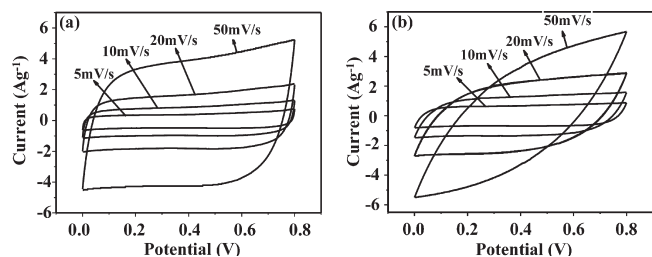 (a)
50mV/s
20mV/s
10mV/s
5mV/s
6
4
2
0
-2
-4
-6
Current (Ag⁻¹)
0.0 0.2 0.4 0.6 0.8
Potential (V)
(b)
50mV/s
20mV/s
10mV/s
5mV/s
6
4
2
0
-2
-4
-6
Current (Ag⁻¹)
0.0 0.2 0.4 0.6 0.8
Potential (V)